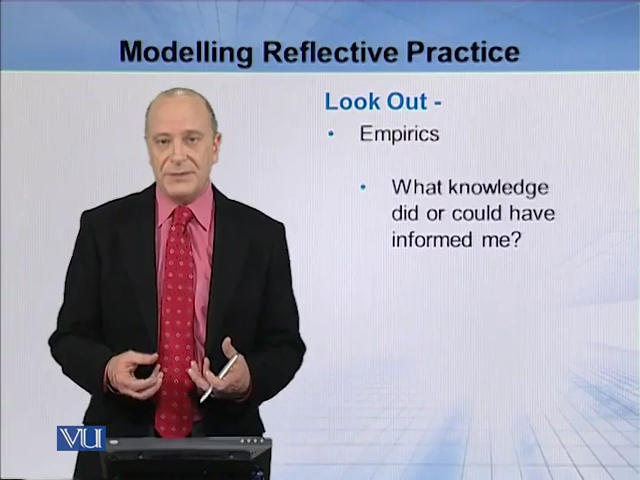 Modelling Reflective Practice
Look Out -
• Empirics
• What knowledge
did or could have
informed me?
VU